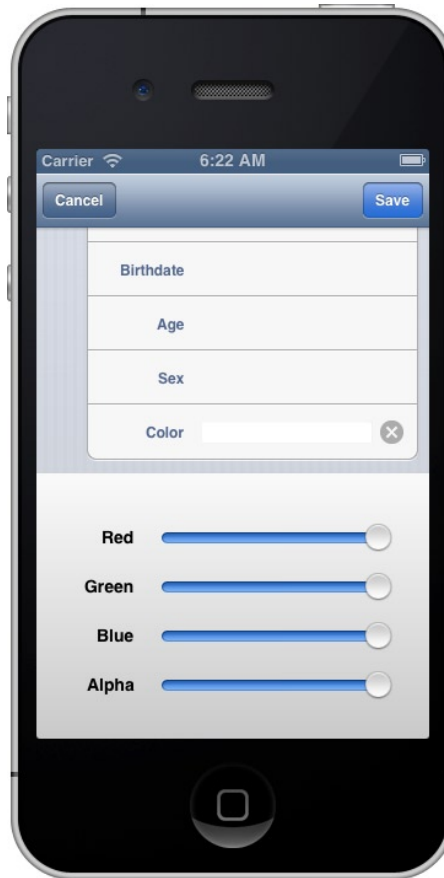 Carrier 6:22 AM
Cancel Save
Birthdate
Age
Sex
Color
Red
Green
Blue
Alpha